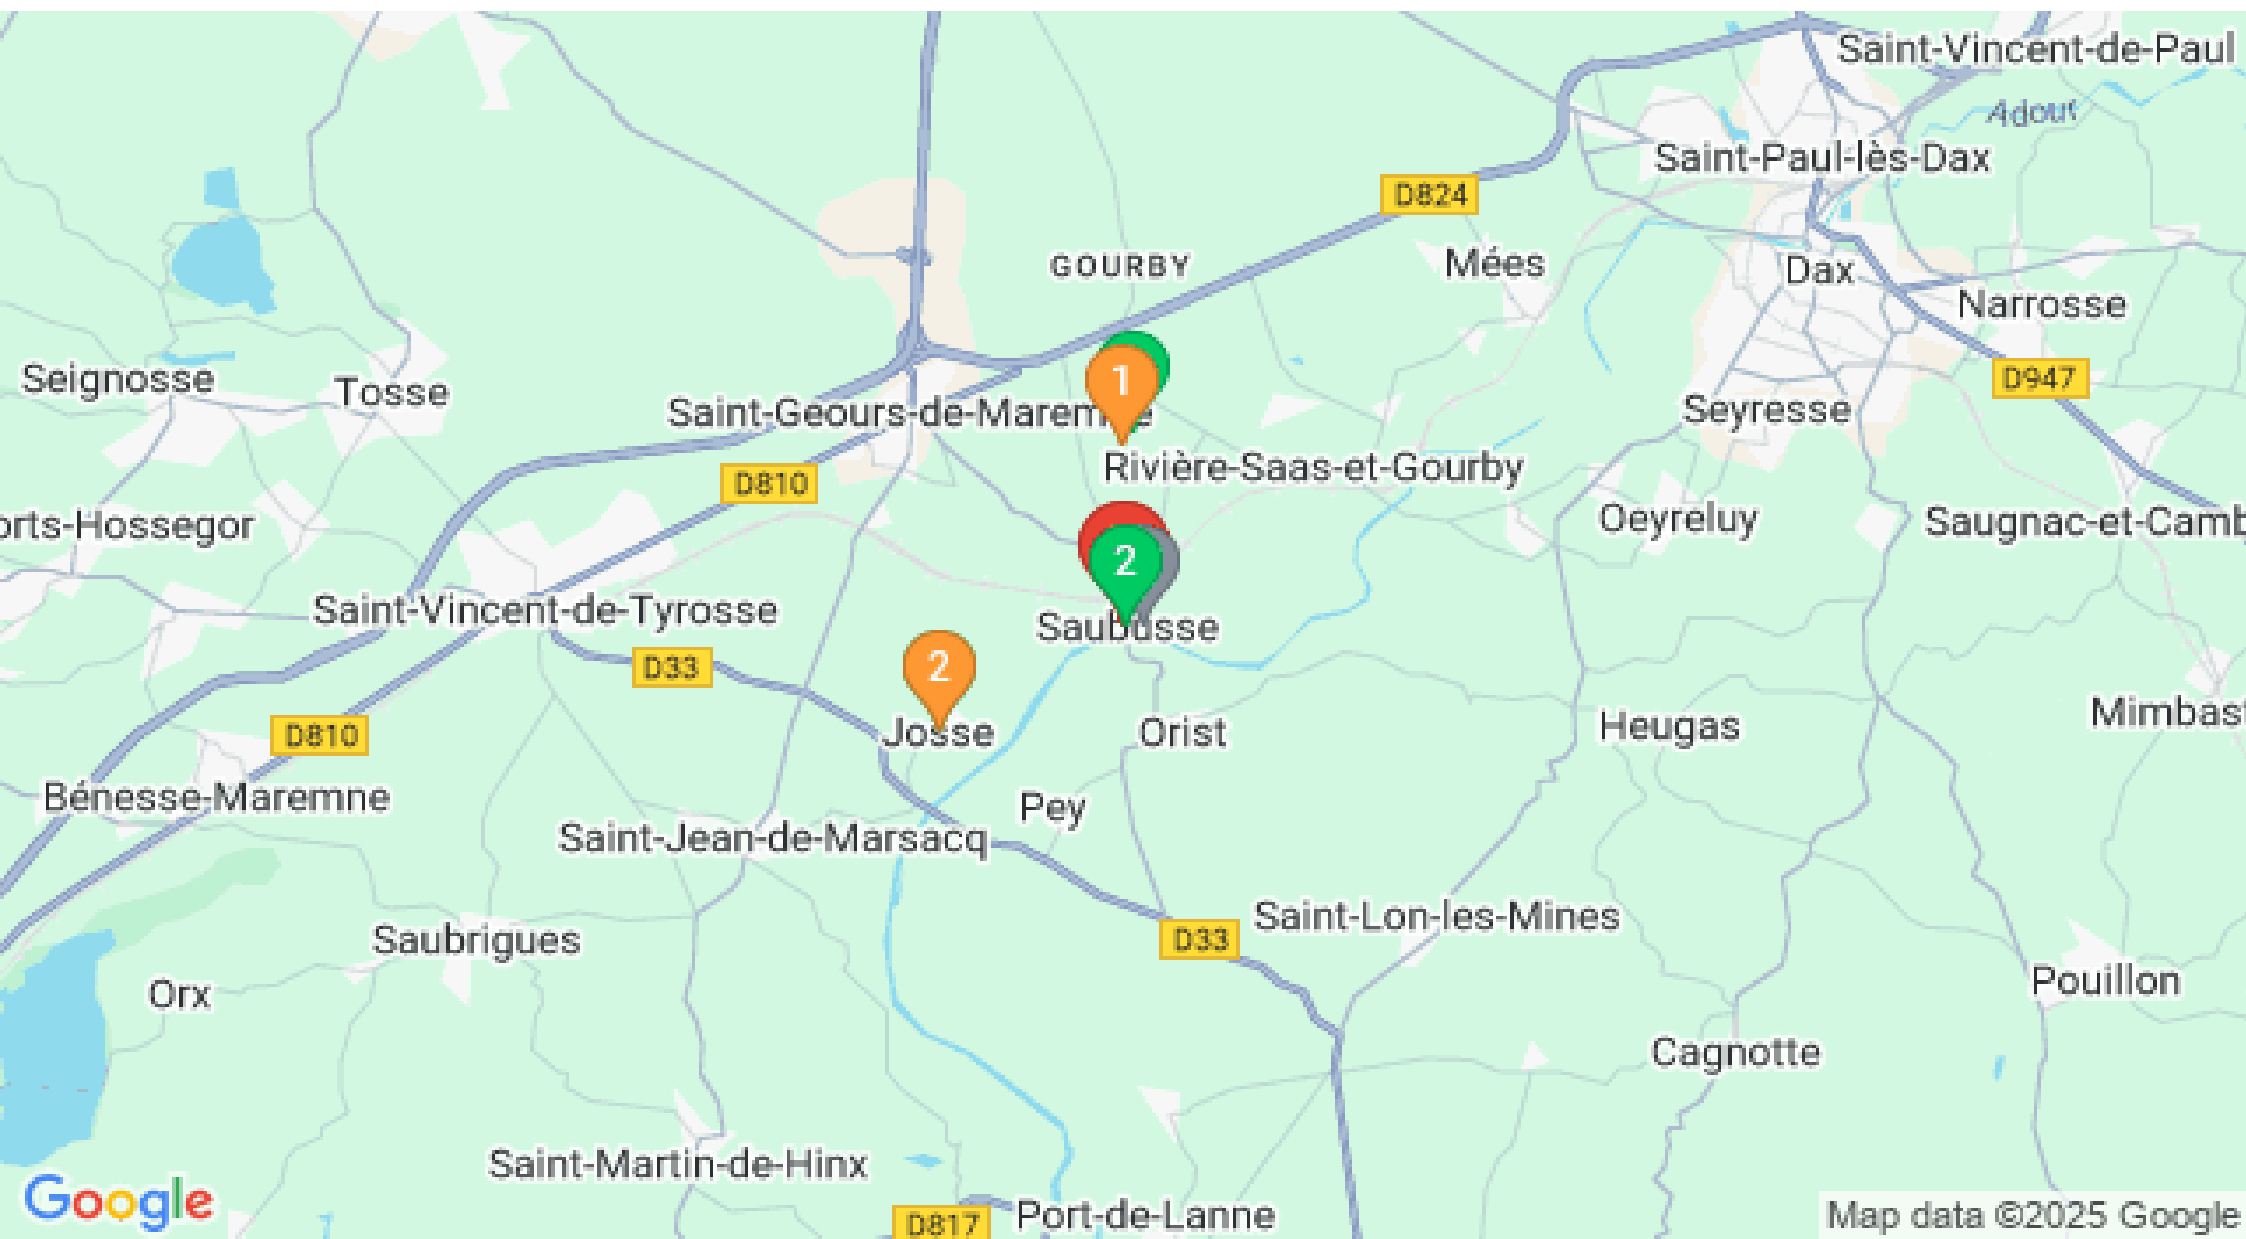 Saint-Vincent-de-Paul
Adour
Saint-Paul-lès-Dax
D824
GOURBY
Mées
Dax
Narrosse
Seignosse
Tosse
1
D947
Saint-Geours-de-Maremne
Seyresse
Rivière-Saas-et-Gourby
D810
orts-Hossegor
Oeyreluy
Saugnac-et-Camb
2
Saint-Vincent-de-Tyrosse
Saubusse
D33
2
Josse
Orist
Heugas
Mimbast
D810
Bénesse-Maremne
Pey
Saint-Jean-de-Marsacq
Saint-Lon-les-Mines
D33
Saubrigues
Orx
Pouillon
Cagnotte
Saint-Martin-de-Hinx
Google
D817
Port-de-Lanne
Map data ©2025 Google